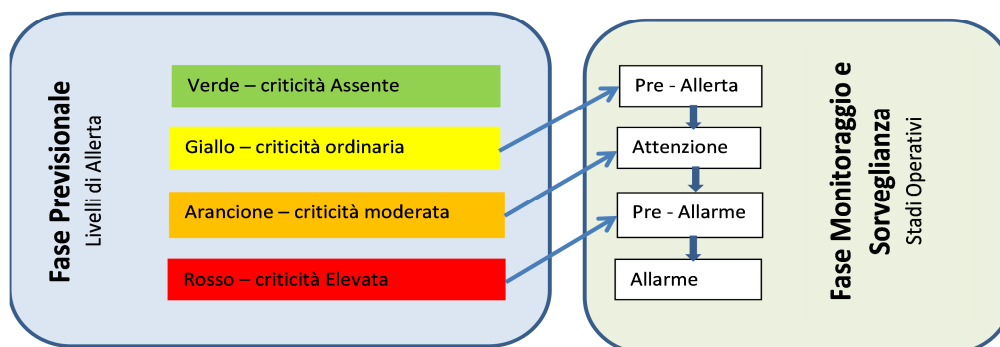 Fase Previsionale
Livelli di Allerta
Verde – criticità Assente
Giallo – criticità ordinaria
Arancione – criticità moderata
Rosso – criticità Elevata
Pre - Allerta
Attenzione
Pre - Allarme
Allarme
Fase Monitoraggio e
Sorveglianza
Stadi Operativi